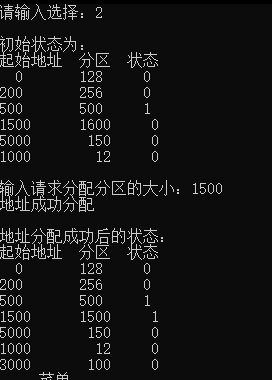 请输入选择：2
初始状态为：
起始地址 分区 状态
0 128 0
200 256 0
500 500 1
1500 1600 0
5000 150 0
1000 12 0
输入请求分配分区的大小：1500
地址成功分配
地址分配成功后的状态：
起始地址 分区 状态
0 128 0
200 256 0
500 500 1
1500 1500 1
5000 150 0
1000 12 0
3000 100 0
菜单